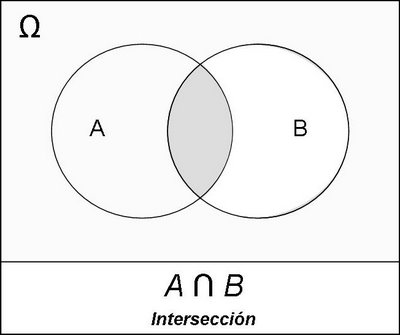 Ω
A B
A ∩ B
Intersección